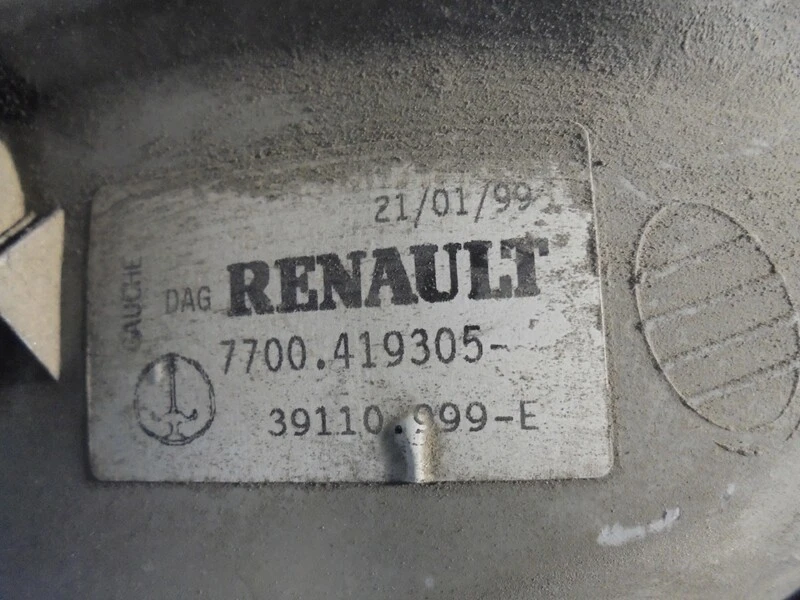 21/01/99
GAUCHE
DAG RENAULT
7700.419305-
39110.999-E